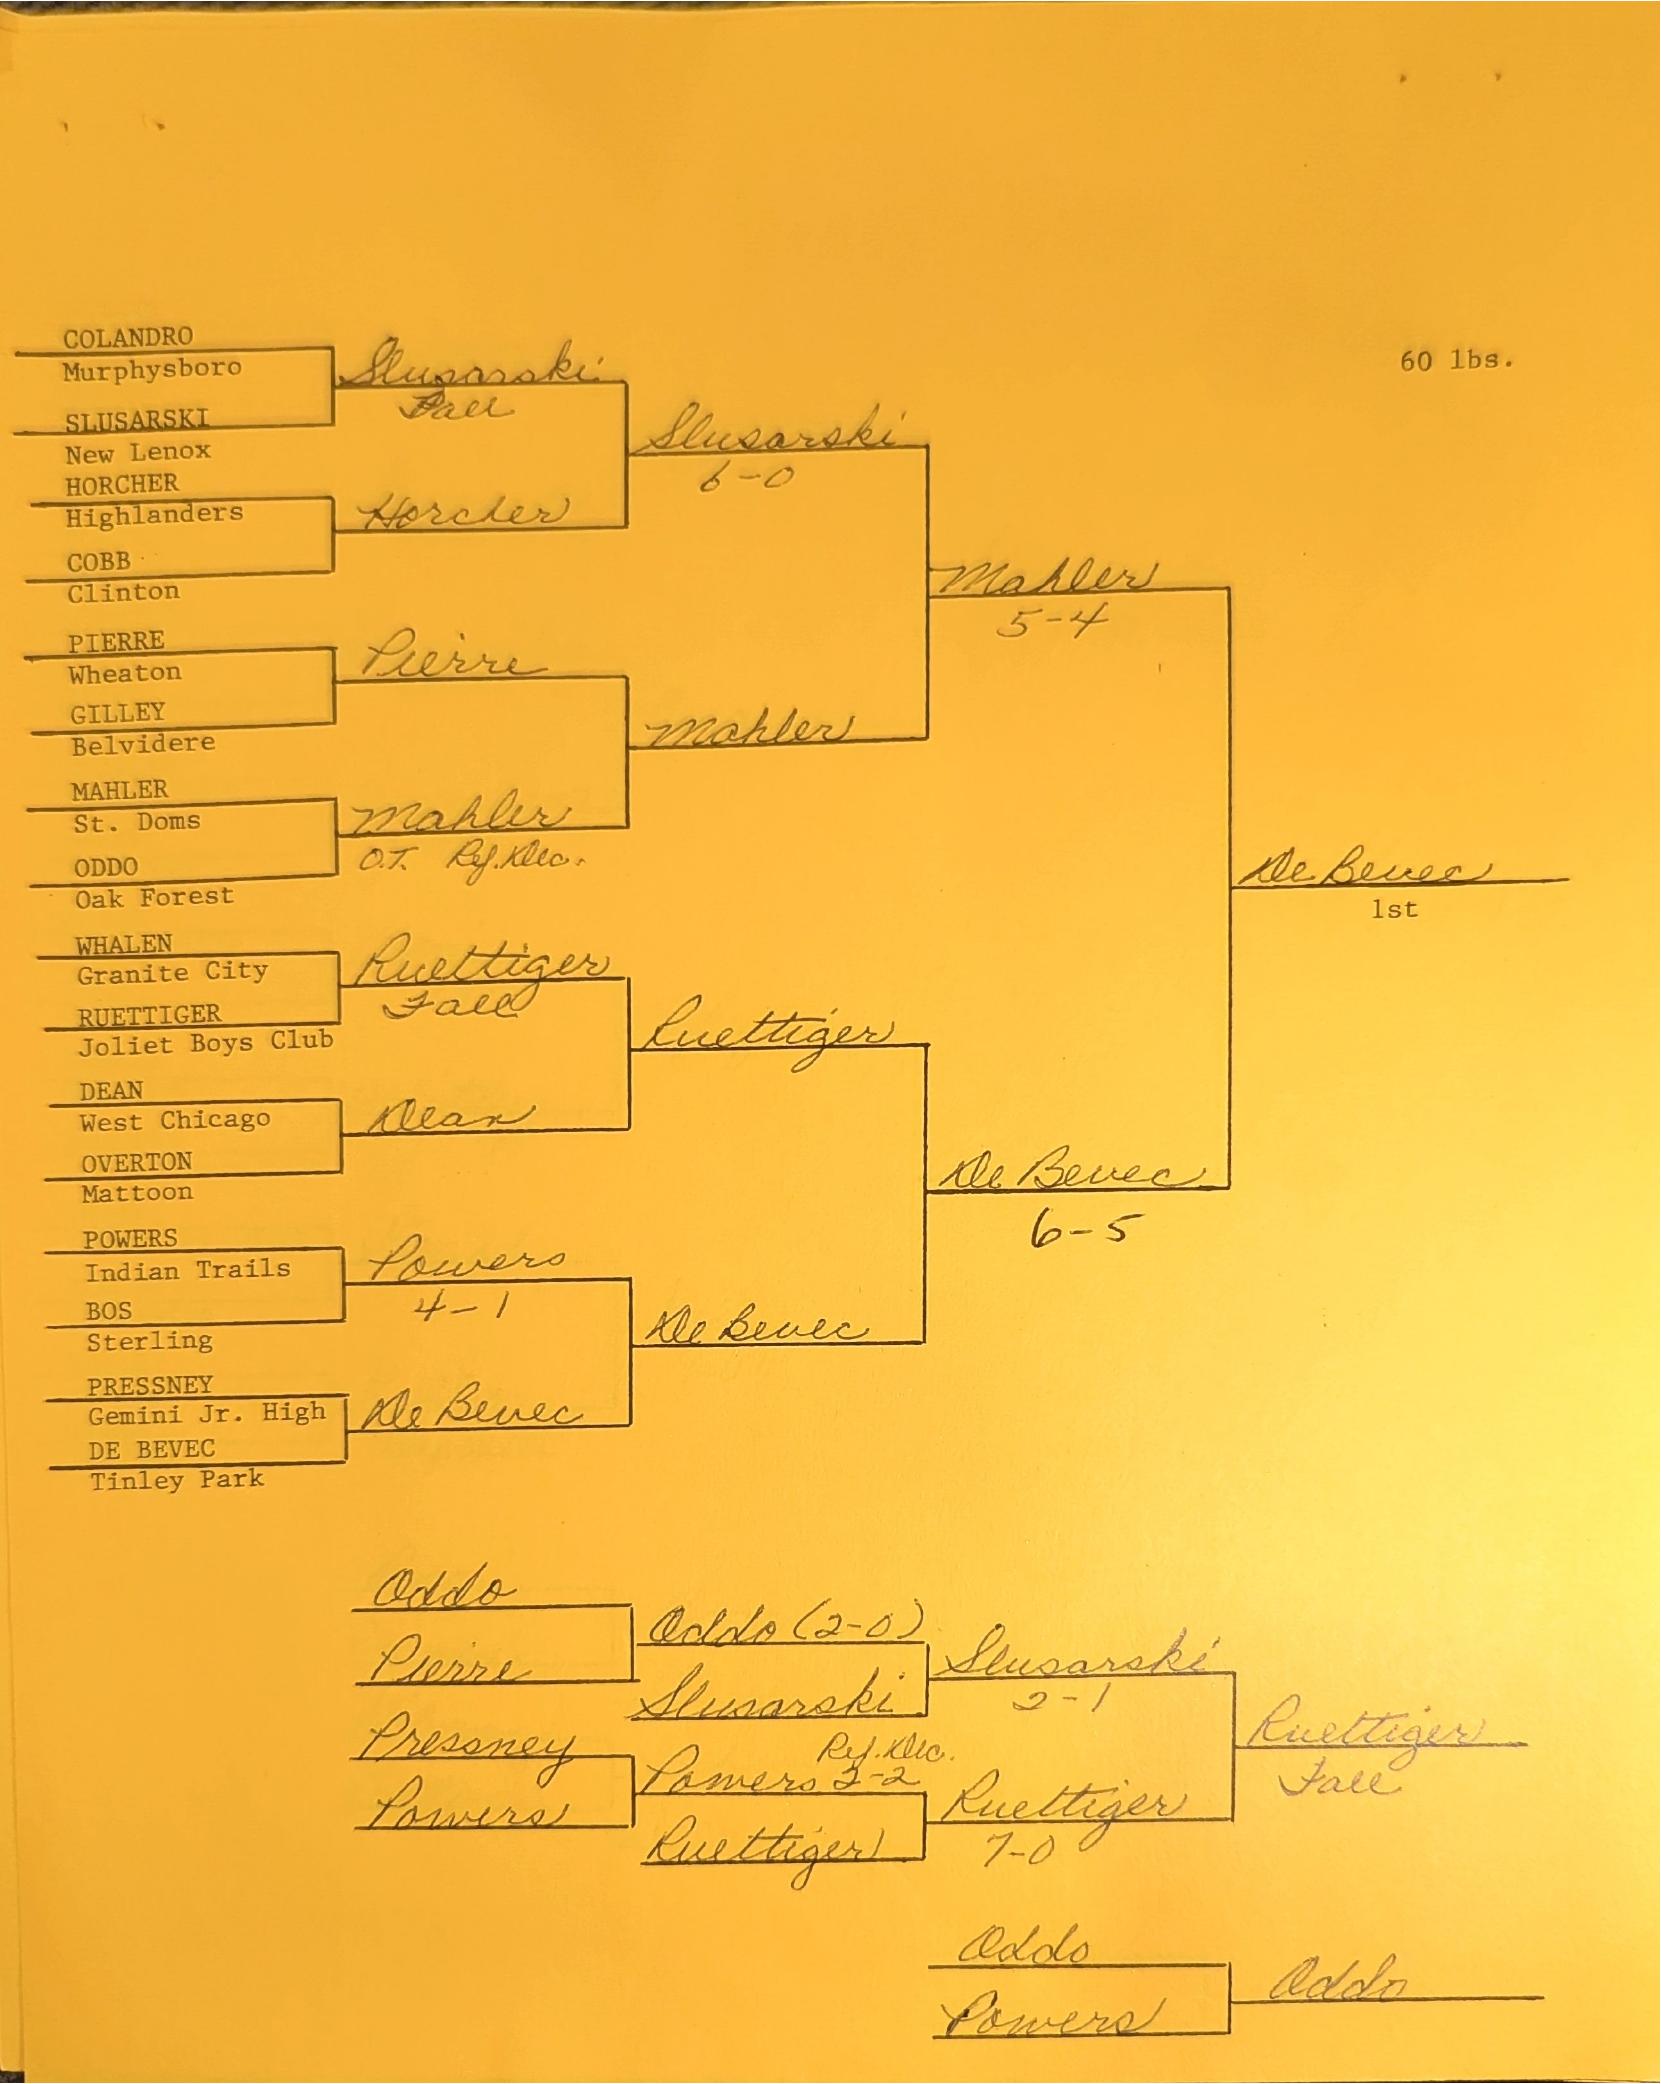 60 lbs.
COLANDRO
Murphysboro
SLUSARSKI
New Lenox
HORCHER
Highlanders
COBB
Clinton
PIERRE
Wheaton
GILLEY
Belvidere
MAHLER
St. Doms
ODDO
Oak Forest
WHALEN
Granite City
RUETTIGER
Joliet Boys Club
DEAN
West Chicago
OVERTON
Mattoon
POWERS
Indian Trails
BOS
Sterling
PRESSNEY
Gemini Jr. High
DE BEVEC
Tinley Park
Slusarski
Fall
Horcher
Pierre
Mahler
O.T. Ref. Dec.
Ruettiger
Fall
Dean
Powers
4-1
De Bevec
Slusarski
6-0
Mahler
Ruettiger
De Bevec
Mahler
5-4
De Bevec
6-5
De Bevec
1st
Oddo
Pierre
Pressney
Powers
Oddo (2-0)
Slusarski
Ref. Dec.
Powers 2-2
Ruettiger
Slusarski
2-1
Ruettiger
7-0
Ruettiger
Fall
Oddo
Powers
Oddo